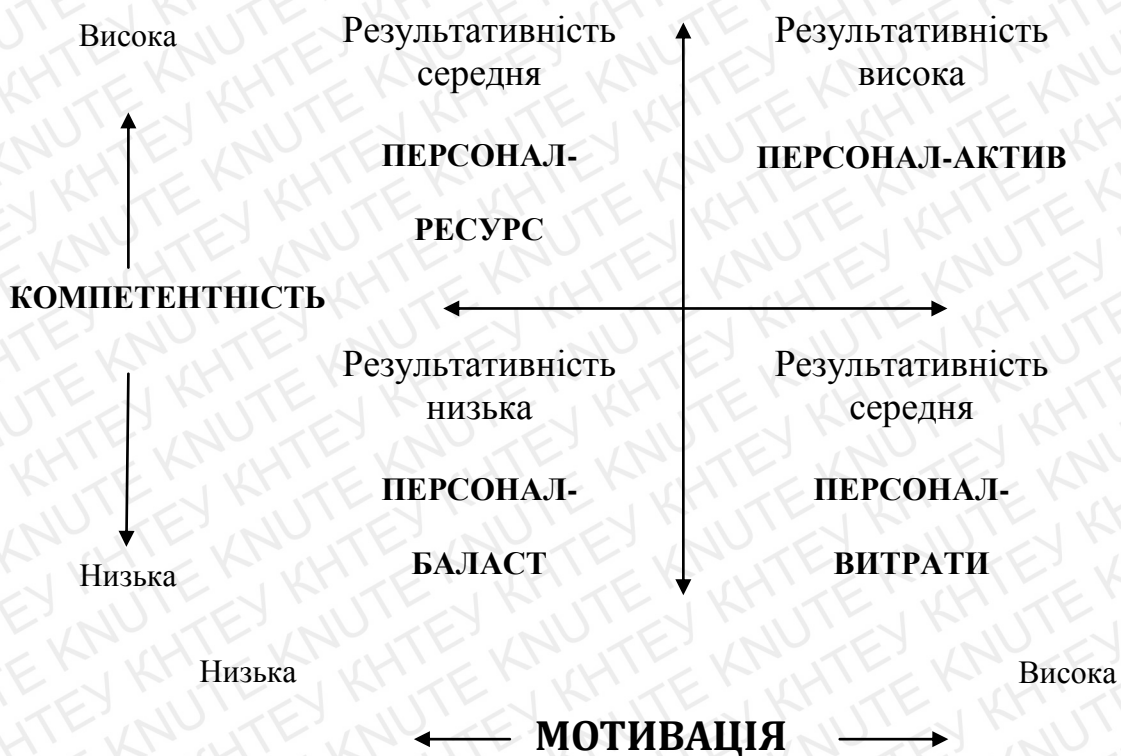 Висока
Результативність
середня
Результативність
висока
ПЕРСОНАЛ-
РЕСУРС
ПЕРСОНАЛ-АКТИВ
КОМПЕТЕНТНІСТЬ
Результативність
низька
Результативність
середня
ПЕРСОНАЛ-
БАЛАСТ
ПЕРСОНАЛ-
ВИТРАТИ
Низька
Низька
Висока
МОТИВАЦІЯ